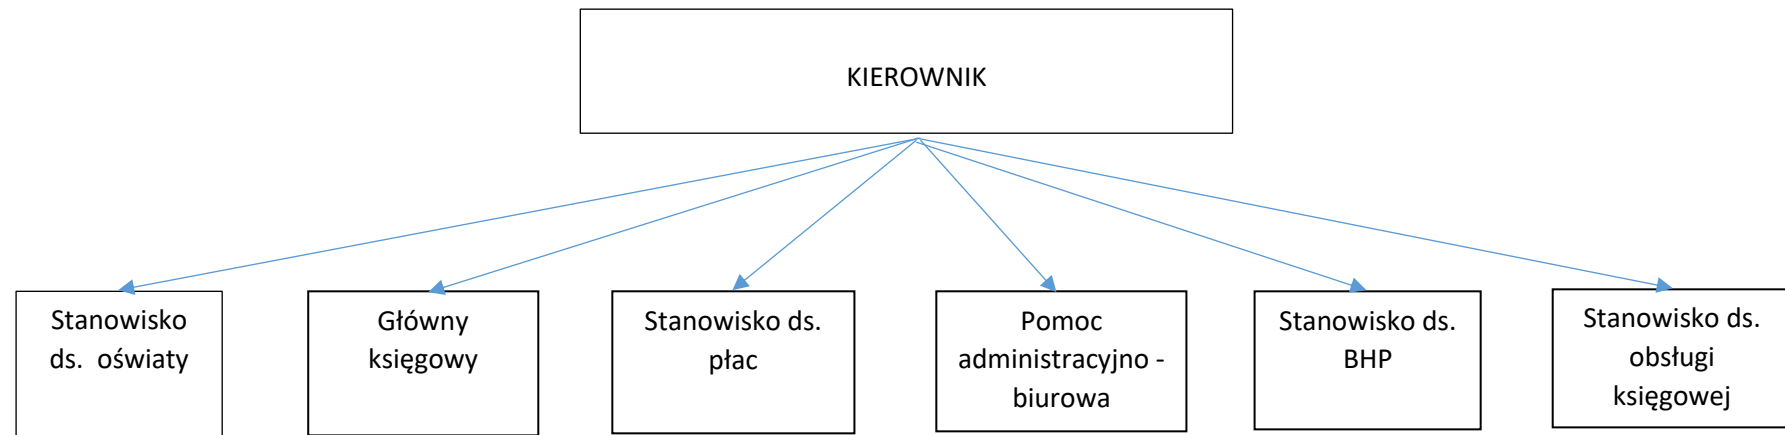 KIEROWNIK
Stanowisko
ds. oświaty
Główny
księgowy
Stanowisko ds.
płac
Pomoc
administracyjno -
biurowa
Stanowisko ds.
BHP
Stanowisko ds.
obsługi
księgowej